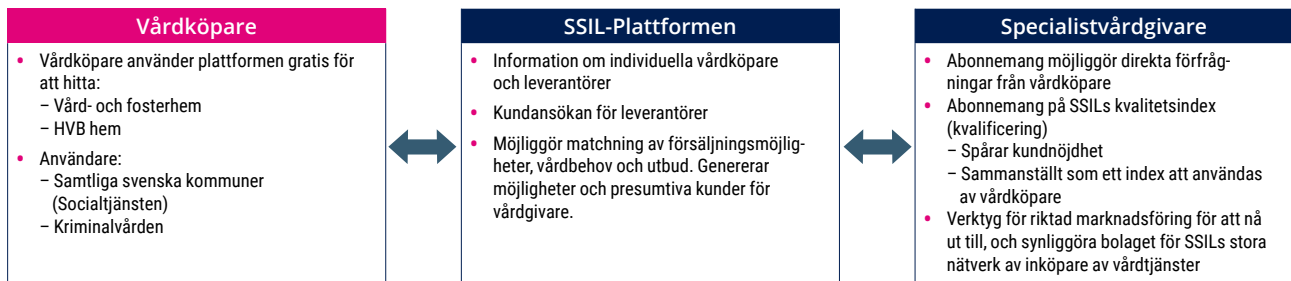 Vårdköpare
• Vårdköpare använder plattformen gratis för
att hitta:
– Vård- och fosterhem
– HVB hem
• Användare:
– Samtliga svenska kommuner
(Socialtjänsten)
– Kriminalvården
SSIL-Plattformen
• Information om individuella vårdköpare
och leverantörer
• Kundansökan för leverantörer
• Möjliggör matchning av försäljningsmöjlig-
heter, vårdbehov och utbud. Genererar
möjligheter och presumtiva kunder för
vårdgivare.
Specialistvårdgivare
• Abonnemang möjliggör direkta förfråg-
ningar från vårdköpare
• Abonnemang på SSILs kvalitetsindex
(kvalificering)
– Spårar kundnöjdhet
– Sammanställt som ett index att användas
av vårdköpare
• Verktyg för riktad marknadsföring för att nå
ut till, och synliggöra bolaget för SSILs stora
nätverk av inköpare av vårdtjänster